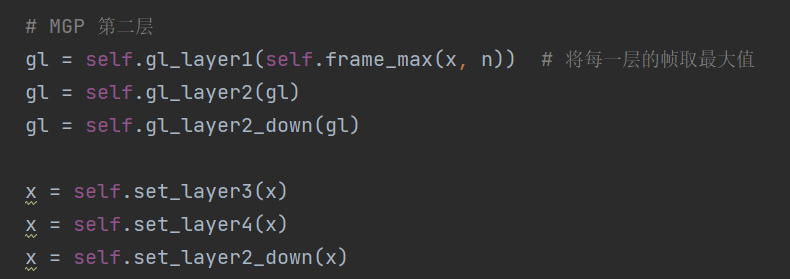 # MGP 第二层
gl = self.gl_layer1(self.frame_max(x, n))  # 将每一层的帧取最大值
gl = self.gl_layer2(gl)
gl = self.gl_layer2_down(gl)
x = self.set_layer3(x)
x = self.set_layer4(x)
x = self.set_layer2_down(x)